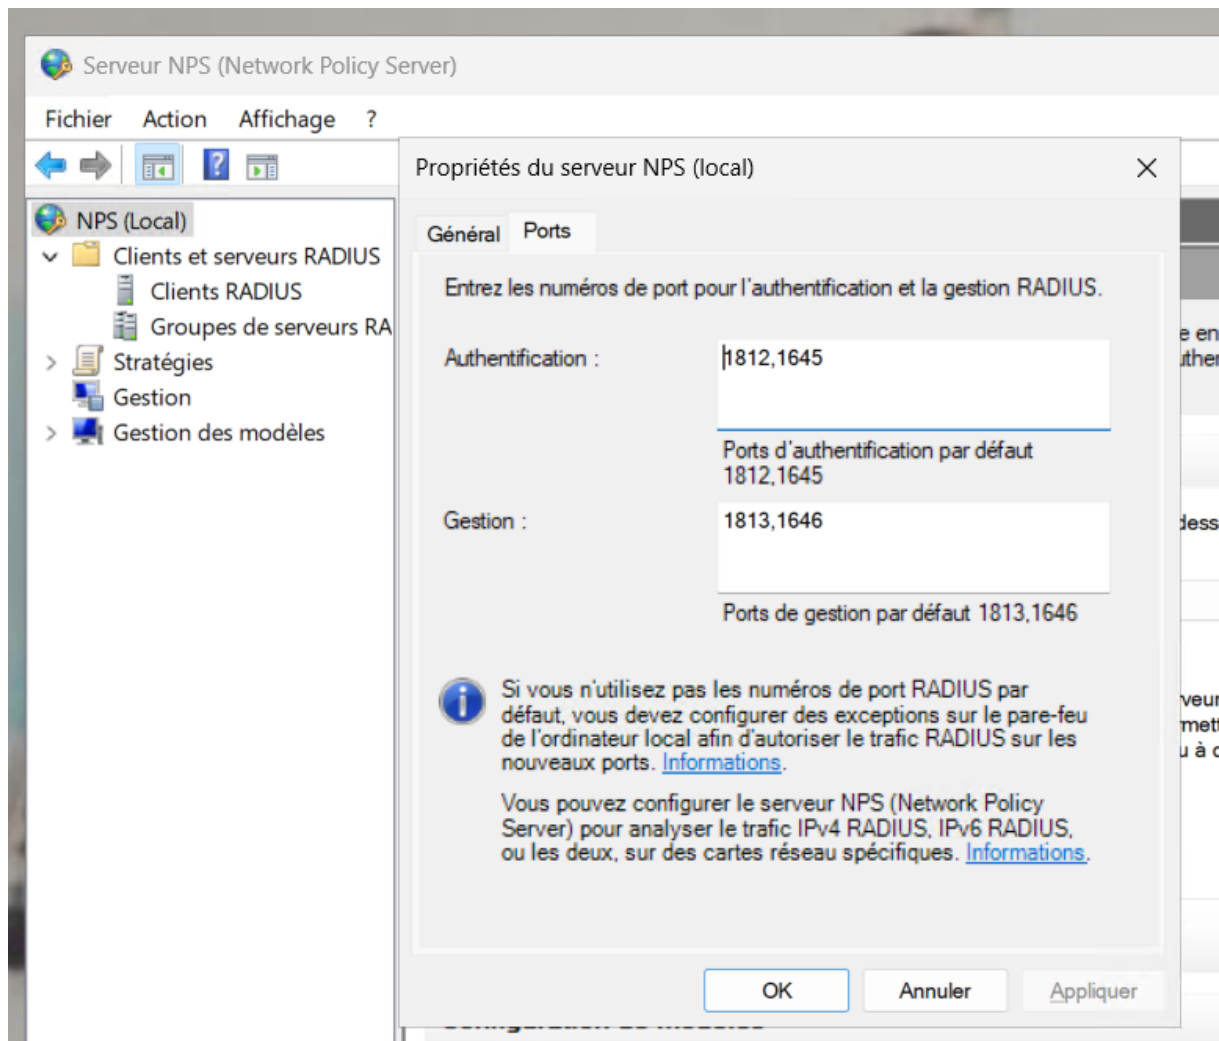 Serveur NPS (Network Policy Server)
Fichier Action Affichage ?
Propriétés du serveur NPS (local)
NPS (Local)
Clients et serveurs RADIUS
Clients RADIUS
Groupes de serveurs RA
Stratégies
Gestion
Gestion des modèles
Général Ports
Entrez les numéros de port pour l'authentification et la gestion RADIUS.
Authentification :
1812,1645
Ports d'authentification par défaut
1812,1645
Gestion :
1813,1646
Ports de gestion par défaut 1813,1646
Si vous n'utilisez pas les numéros de port RADIUS par
défaut, vous devez configurer des exceptions sur le pare-feu
de l'ordinateur local afin d'autoriser le trafic RADIUS sur les
nouveaux ports. Informations.
Vous pouvez configurer le serveur NPS (Network Policy
Server) pour analyser le trafic IPv4 RADIUS, IPv6 RADIUS,
ou les deux, sur des cartes réseau spécifiques. Informations.
OK Annuler Appliquer